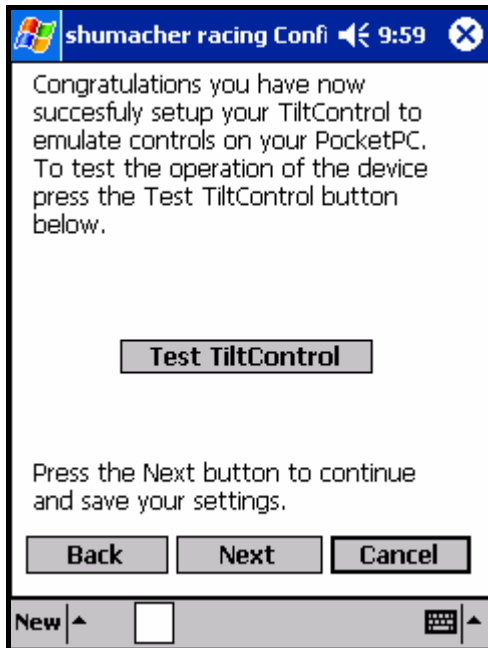 shumacher racing Confi 9:59
Congratulations you have now
succesfuly setup your TiltControl to
emulate controls on your PocketPC.
To test the operation of the device
press the Test TiltControl button
below.
Test TiltControl
Press the Next button to continue
and save your settings.
Back Next Cancel
New